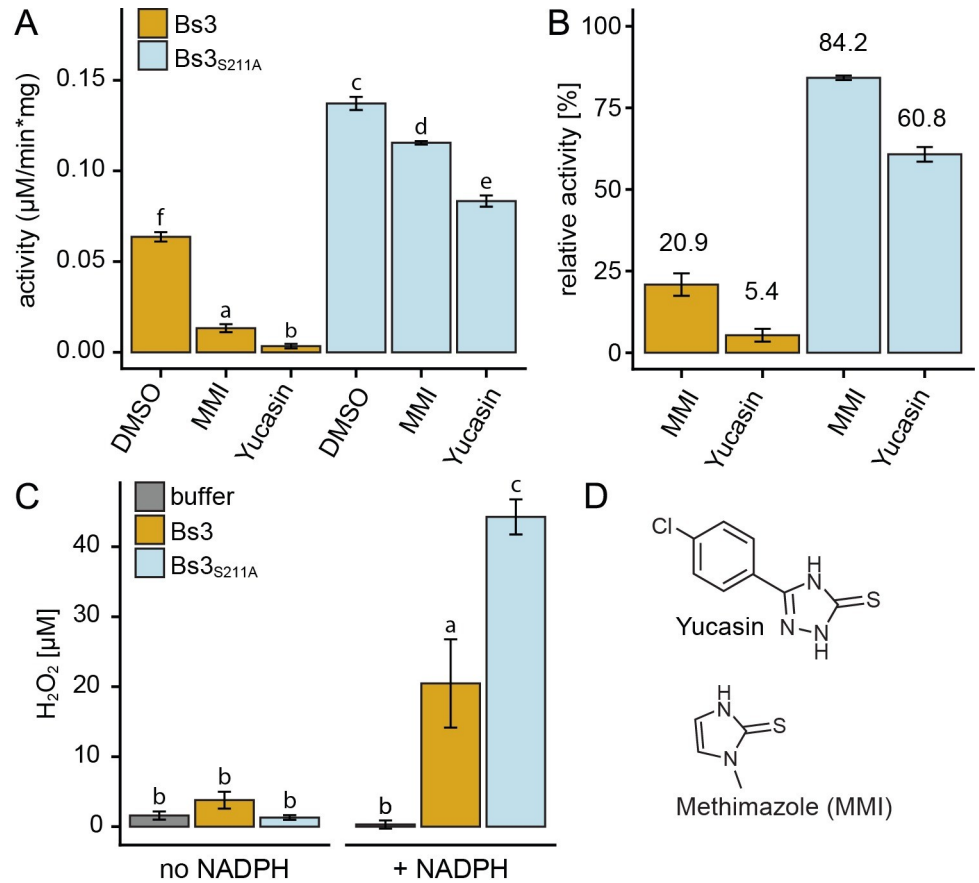 A
Bs3
Bs3S211A
activity (µM/min*mg)
0.15
0.10
0.05
0.00
f
a
b
c
d
e
DMSO
MMI
Yucasin
DMSO
MMI
Yucasin
B
relative activity [%]
100
75
50
25
0
20.9
5.4
84.2
60.8
MMI
Yucasin
MMI
Yucasin
C
buffer
Bs3
Bs3S211A
H2O2 [µM]
40
30
20
10
0
b
b
b
b
a
c
no NADPH
+ NADPH
D
Cl
H
N
S
N
N
H
Yucasin
H
N
S
N
Methimazole (MMI)